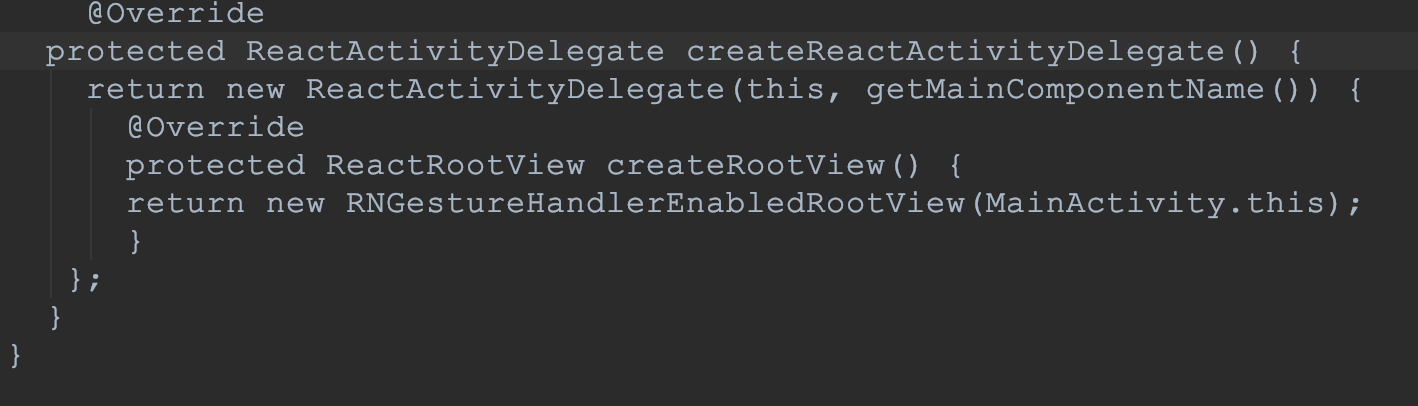 @Override
protected ReactActivityDelegate createReactActivityDelegate() {
return new ReactActivityDelegate(this, getMainComponentName()) {
@Override
protected ReactRootView createRootView() {
return new RNGestureHandlerEnabledRootView(MainActivity.this);
}
};
}
}